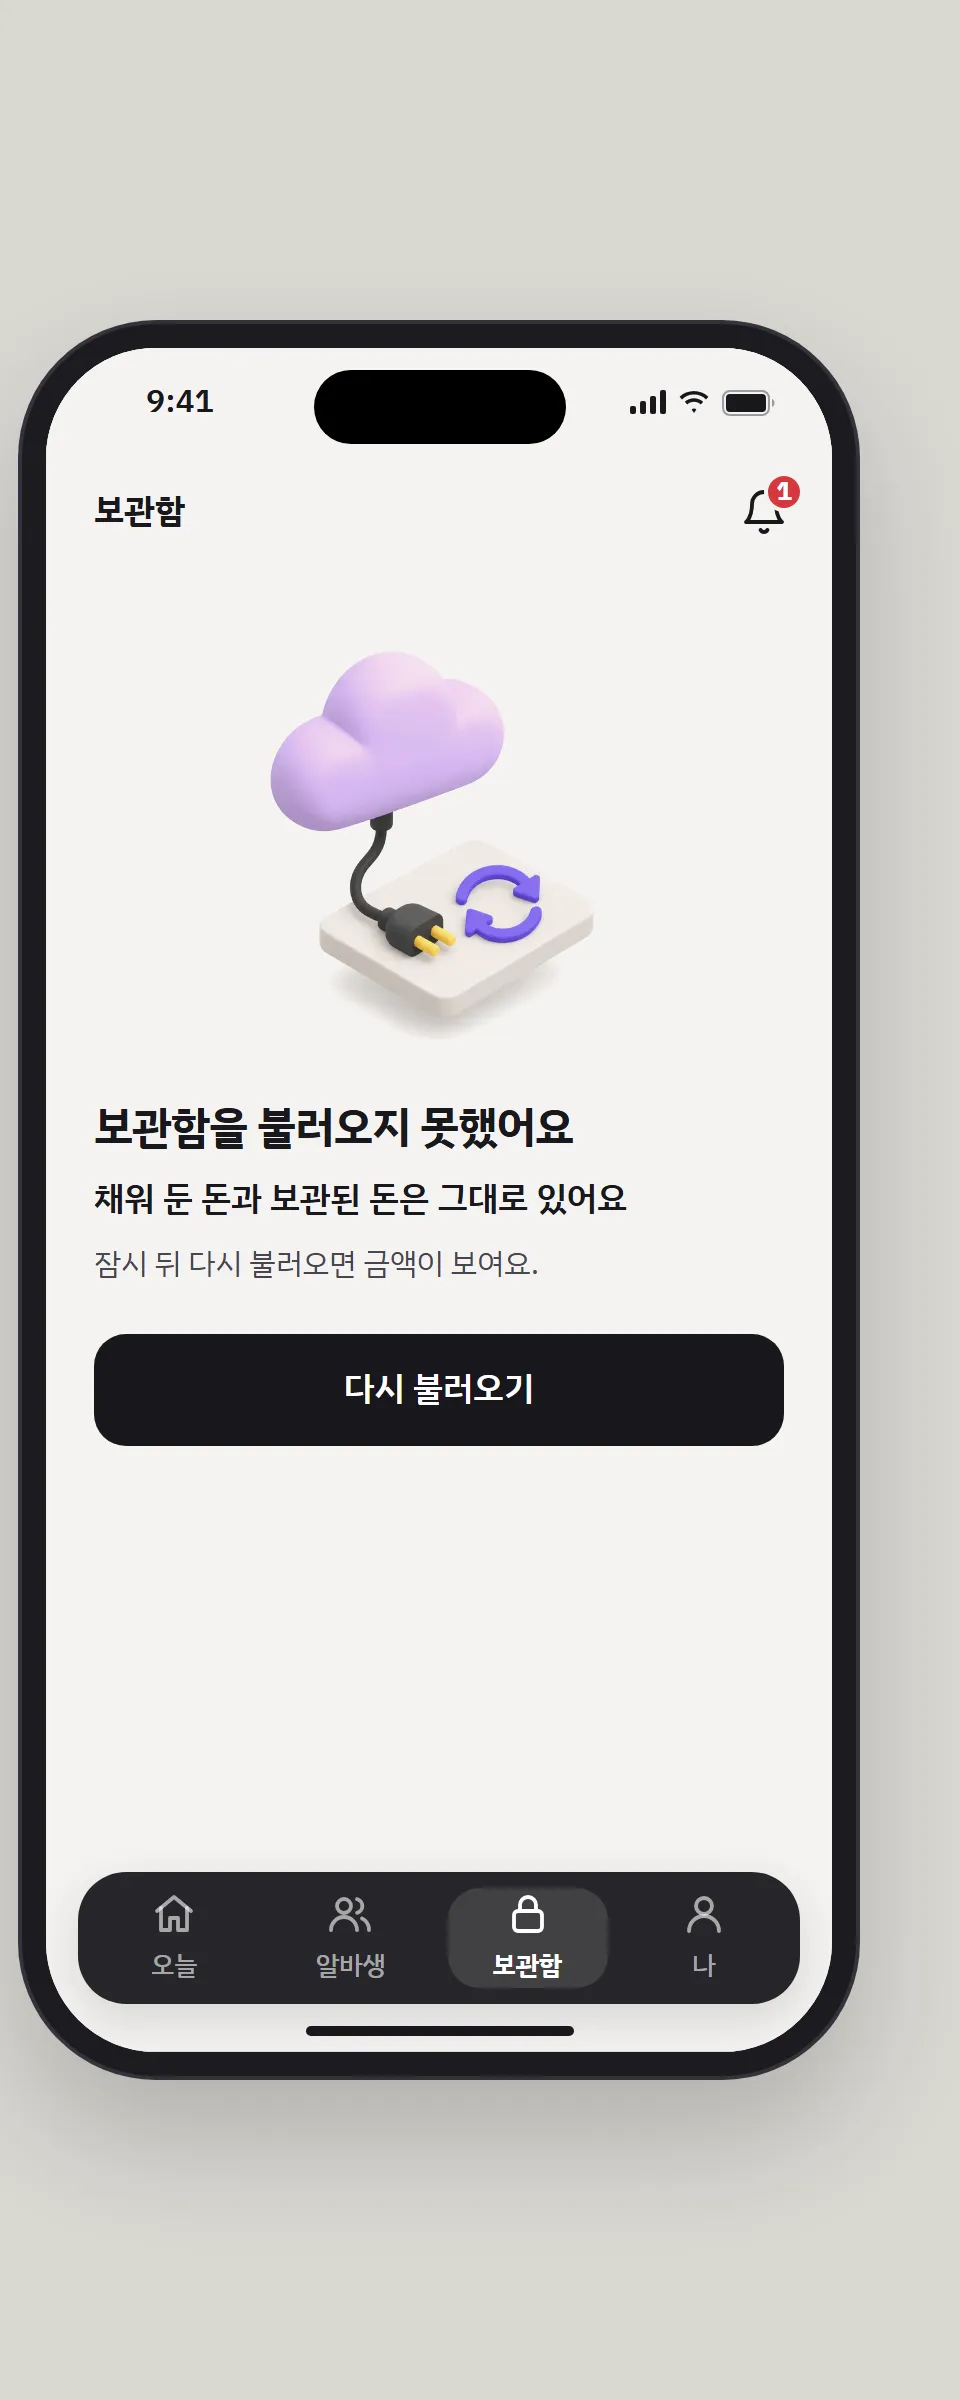 9:41
보관함
1
보관함을 불러오지 못했어요
채워 둔 돈과 보관된 돈은 그대로 있어요
잠시 뒤 다시 불러오면 금액이 보여요.
다시 불러오기
오늘
알바생
보관함
나